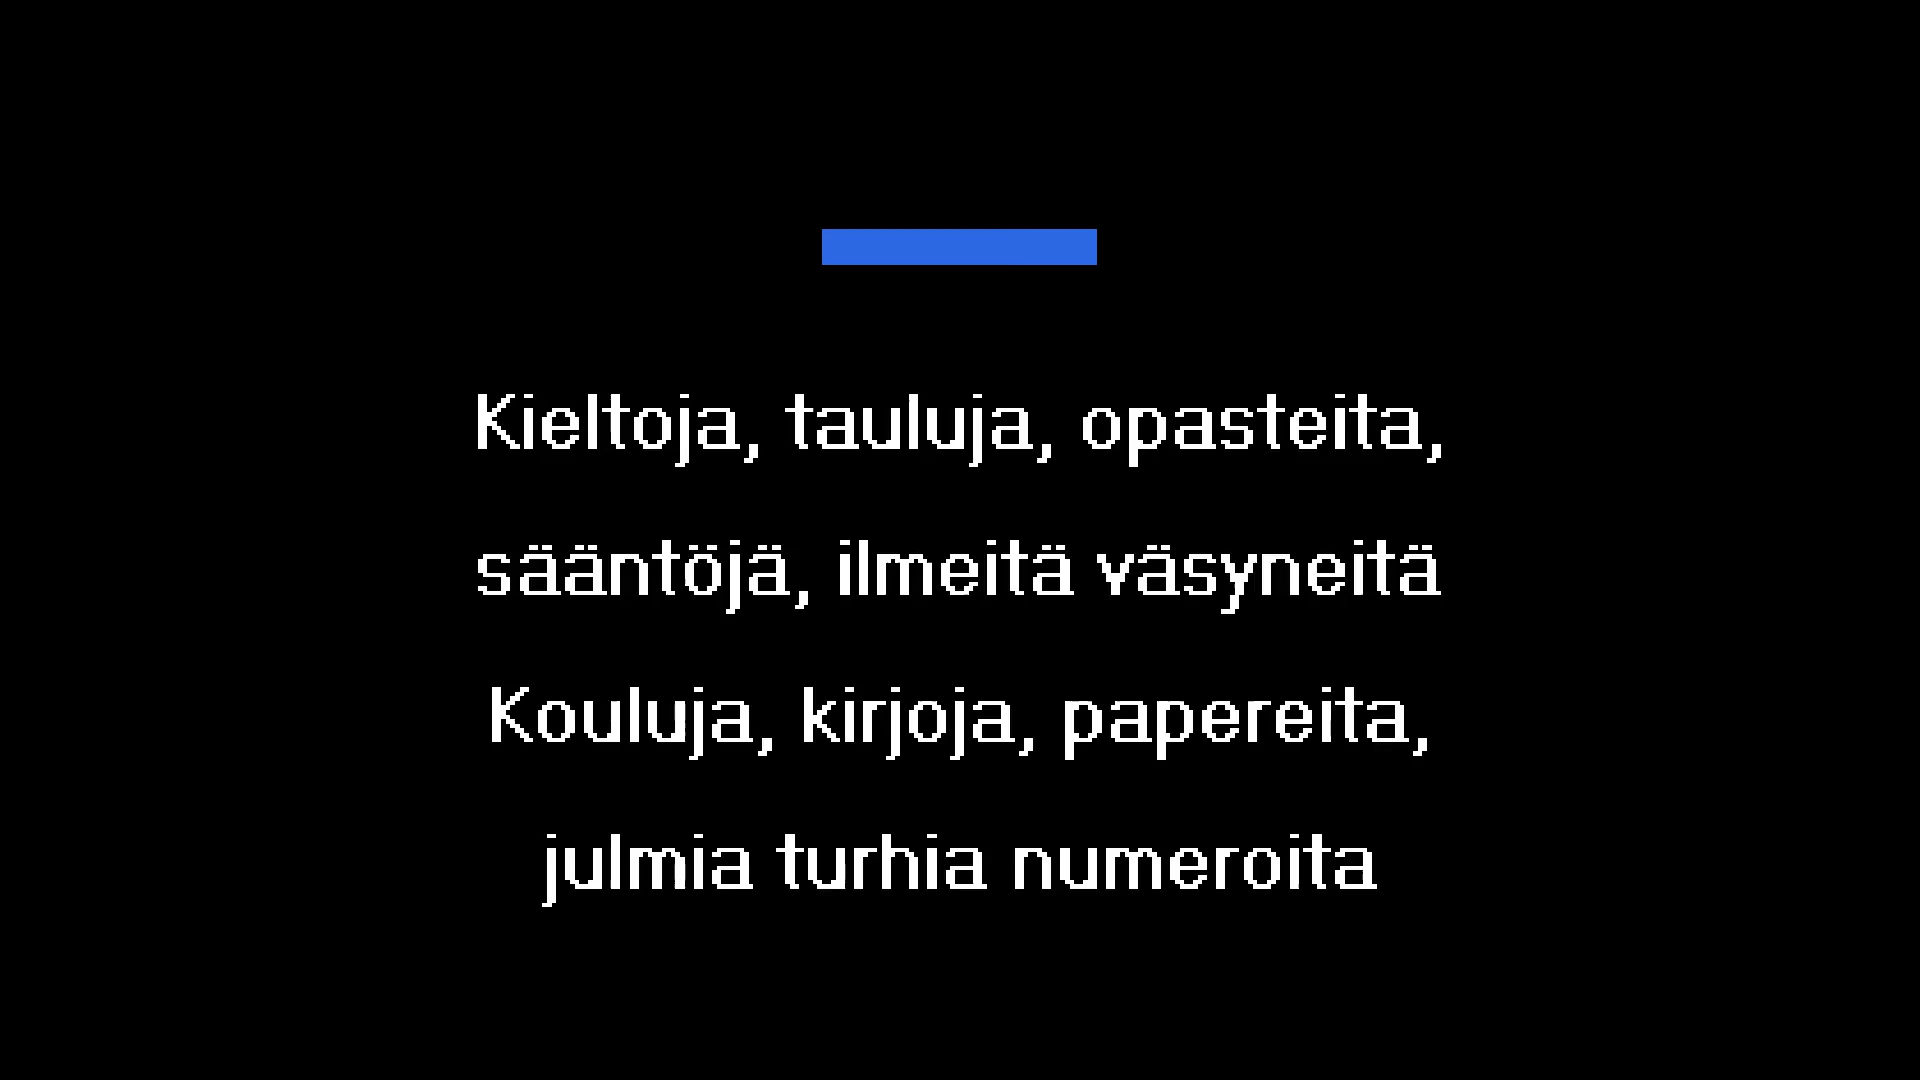 Kieltoja, tauluja, opasteita,
sääntöjä, ilmeitä väsyneitä
Kouluja, kirjoja, papereita,
julmia turhia numeroita